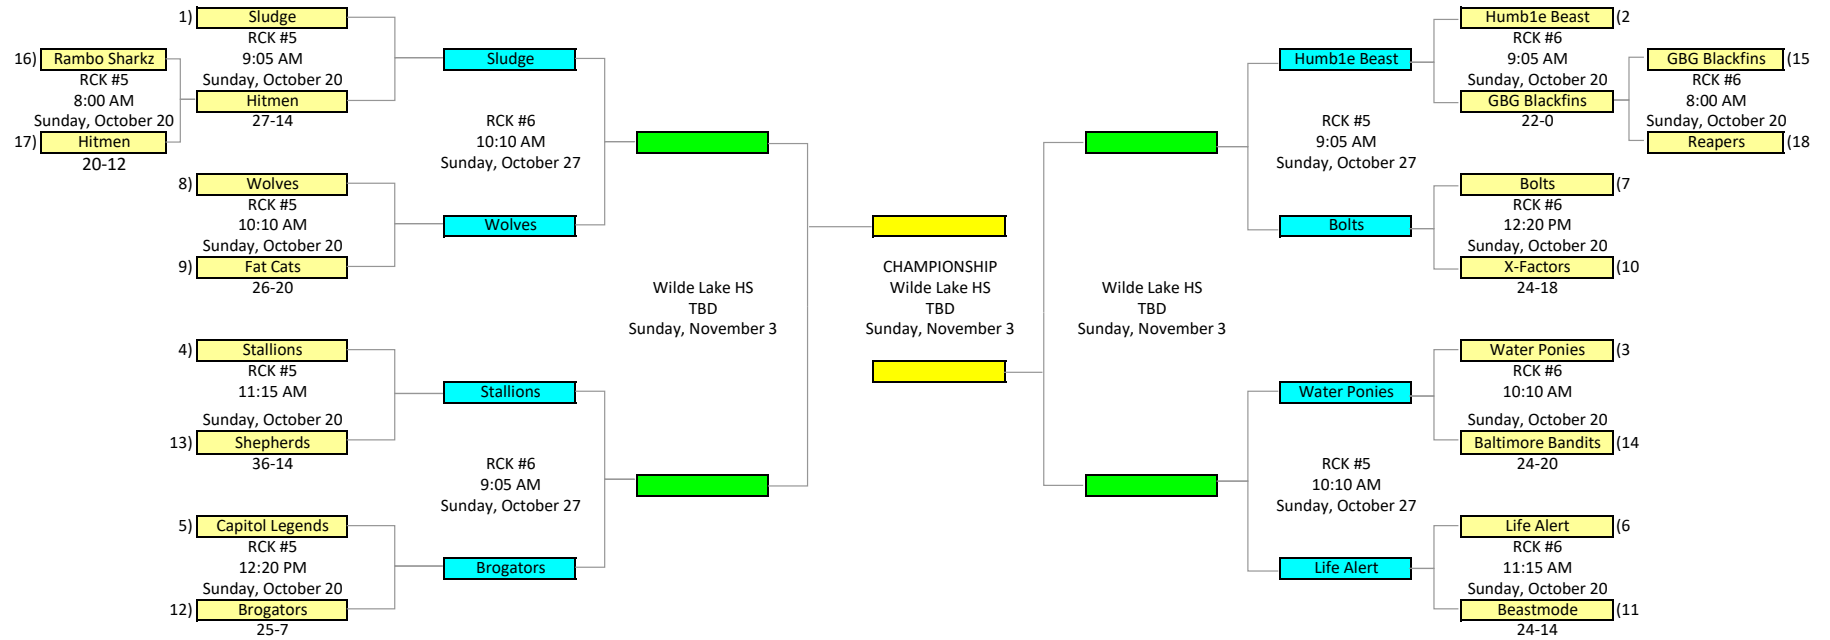 1) Sludge
RCK #5
9:05 AM
Sunday, October 20
Hitmen
27-14
16) Rambo Sharkz
RCK #5
8:00 AM
Sunday, October 20
17) Hitmen
20-12
8) Wolves
RCK #5
10:10 AM
Sunday, October 20
9) Fat Cats
26-20
4) Stallions
RCK #5
11:15 AM
Sunday, October 20
13) Shepherds
36-14
5) Capitol Legends
RCK #5
12:20 PM
Sunday, October 20
12) Brogators
25-7
Sludge
RCK #6
10:10 AM
Sunday, October 27
Wolves
Stallions
RCK #6
9:05 AM
Sunday, October 27
Brogators
Wilde Lake HS
TBD
Sunday, November 3
CHAMPIONSHIP
Wilde Lake HS
TBD
Sunday, November 3
Wilde Lake HS
TBD
Sunday, November 3
Humb1e Beast
RCK #5
9:05 AM
Sunday, October 27
Bolts
Water Ponies
RCK #5
10:10 AM
Sunday, October 27
Life Alert
Humb1e Beast (2
RCK #6
9:05 AM
Sunday, October 20
GBG Blackfins
22-0
GBG Blackfins (15
RCK #6
8:00 AM
Sunday, October 20
Reapers (18
Bolts (7
RCK #6
12:20 PM
Sunday, October 20
X-Factors (10
24-18
Water Ponies (3
RCK #6
10:10 AM
Sunday, October 20
Baltimore Bandits (14
24-20
Life Alert (6
RCK #6
11:15 AM
Sunday, October 20
Beastmode (11
24-14